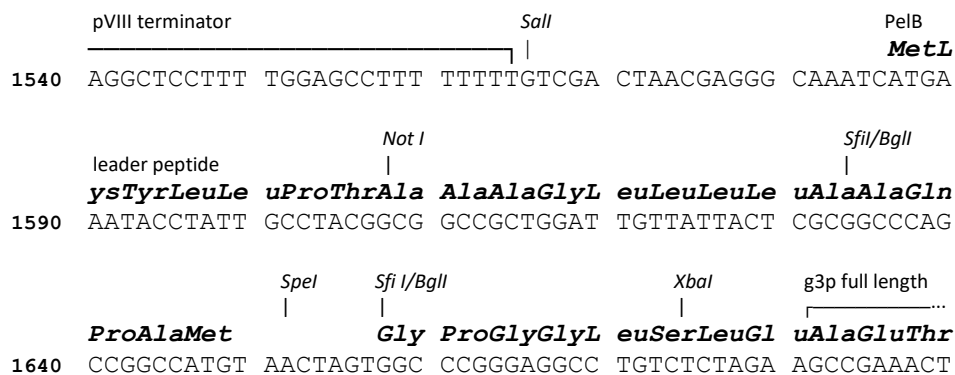 pVIII terminator SalI PelB
MetL
1540 AGGCTCCTTT TGGAGCCTTT TTTTTGTCGA CTAACGAGGG CAAATCATGA
Not I SfiI/BglI
leader peptide
ysTyrLeuLe uProThrAla AlaAlaGlyL euLeuLeuLe uAlaAlaGln
1590 AATACCTATT GCCTACGGCG GCCGCTGGAT TGTTATTACT CGCGGCCCAG
SpeI Sfi I/BglI XbaI g3p full length
ProAlaMet Gly ProGlyGlyL euSerLeuGl uAlaGluThr
1640 CCGGCCATGT AACTAGTGGC CCGGGAGGCC TGTCTCTAGA AGCCGAAACT